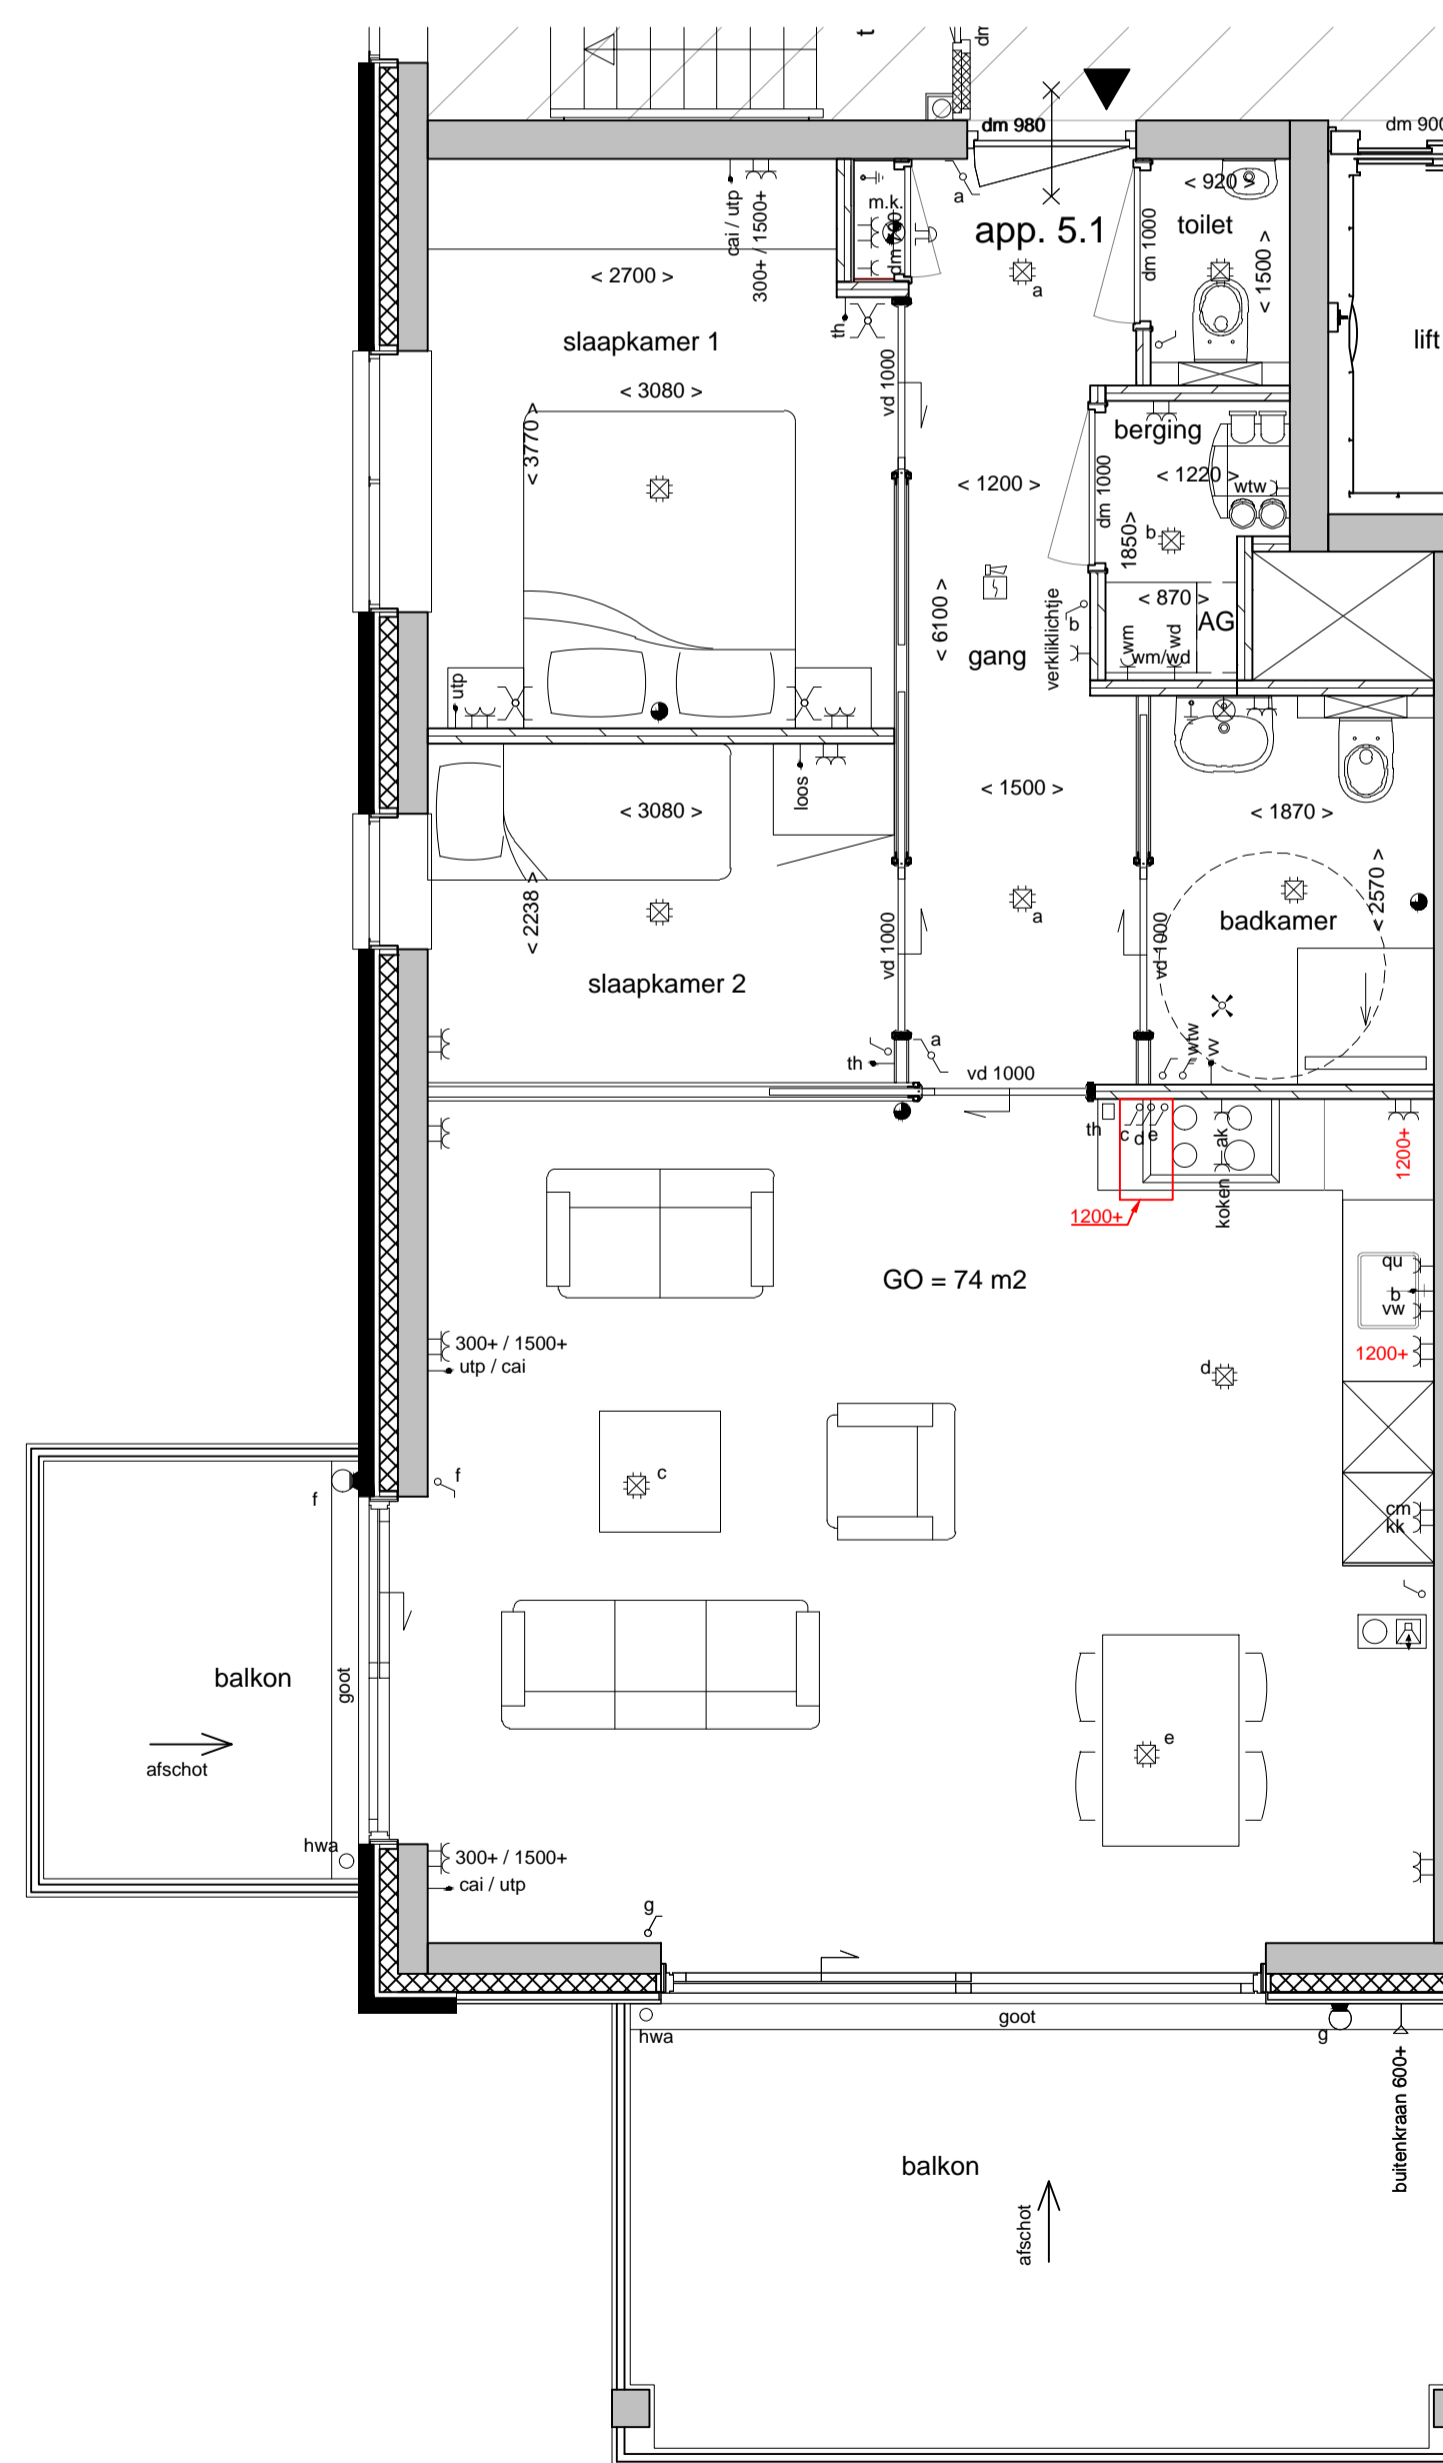 t
dm
dm 980
dm 900
cai / utp
300+ / 1500+
m.k.
dm 700
a
app. 5.1
< 920 >
toilet
dm 1000
< 1500 >
a
< 2700 >
slaapkamer 1
th
lift
< 3080 >
vd 1000
< 3770 >
berging
< 1200 >
dm 1000
< 1220 >
wtw
1850>
b
< 6100 >
verkliklichtje
b
< 870 >
AG
wm
wd
wm/wd
gang
utp
loos
< 3080 >
< 1500 >
< 1870 >
< 2238 >
a
< 2570 >
badkamer
vd 1000
vd 1000
slaapkamer 2
a
th
vd 1000
wtw
vv
th
c
d
e
ak
koken
1200+
1200+
GO = 74 m2
qu
b
vw
1200+
300+ / 1500+
utp / cai
d
c
f
f
cm
kk
balkon
goot
afschot
e
hwa
300+ / 1500+
cai / utp
g
hwa
goot
g
buitenkraan 600+
balkon
afschot